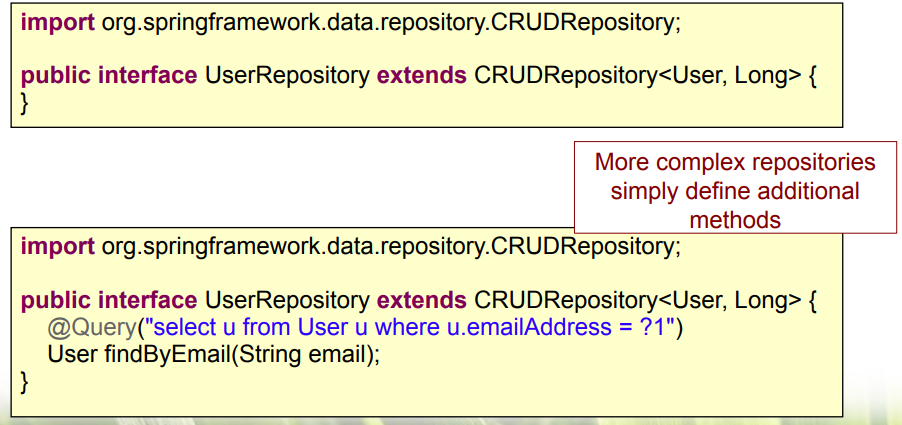 import org.springframework.data.repository.CRUDRepository;
public interface UserRepository extends CRUDRepository<User, Long> {
}
More complex repositories
simply define additional
methods
import org.springframework.data.repository.CRUDRepository;
public interface UserRepository extends CRUDRepository<User, Long> {
@Query("select u from User u where u.emailAddress = ?1")
User findByEmail(String email);
}